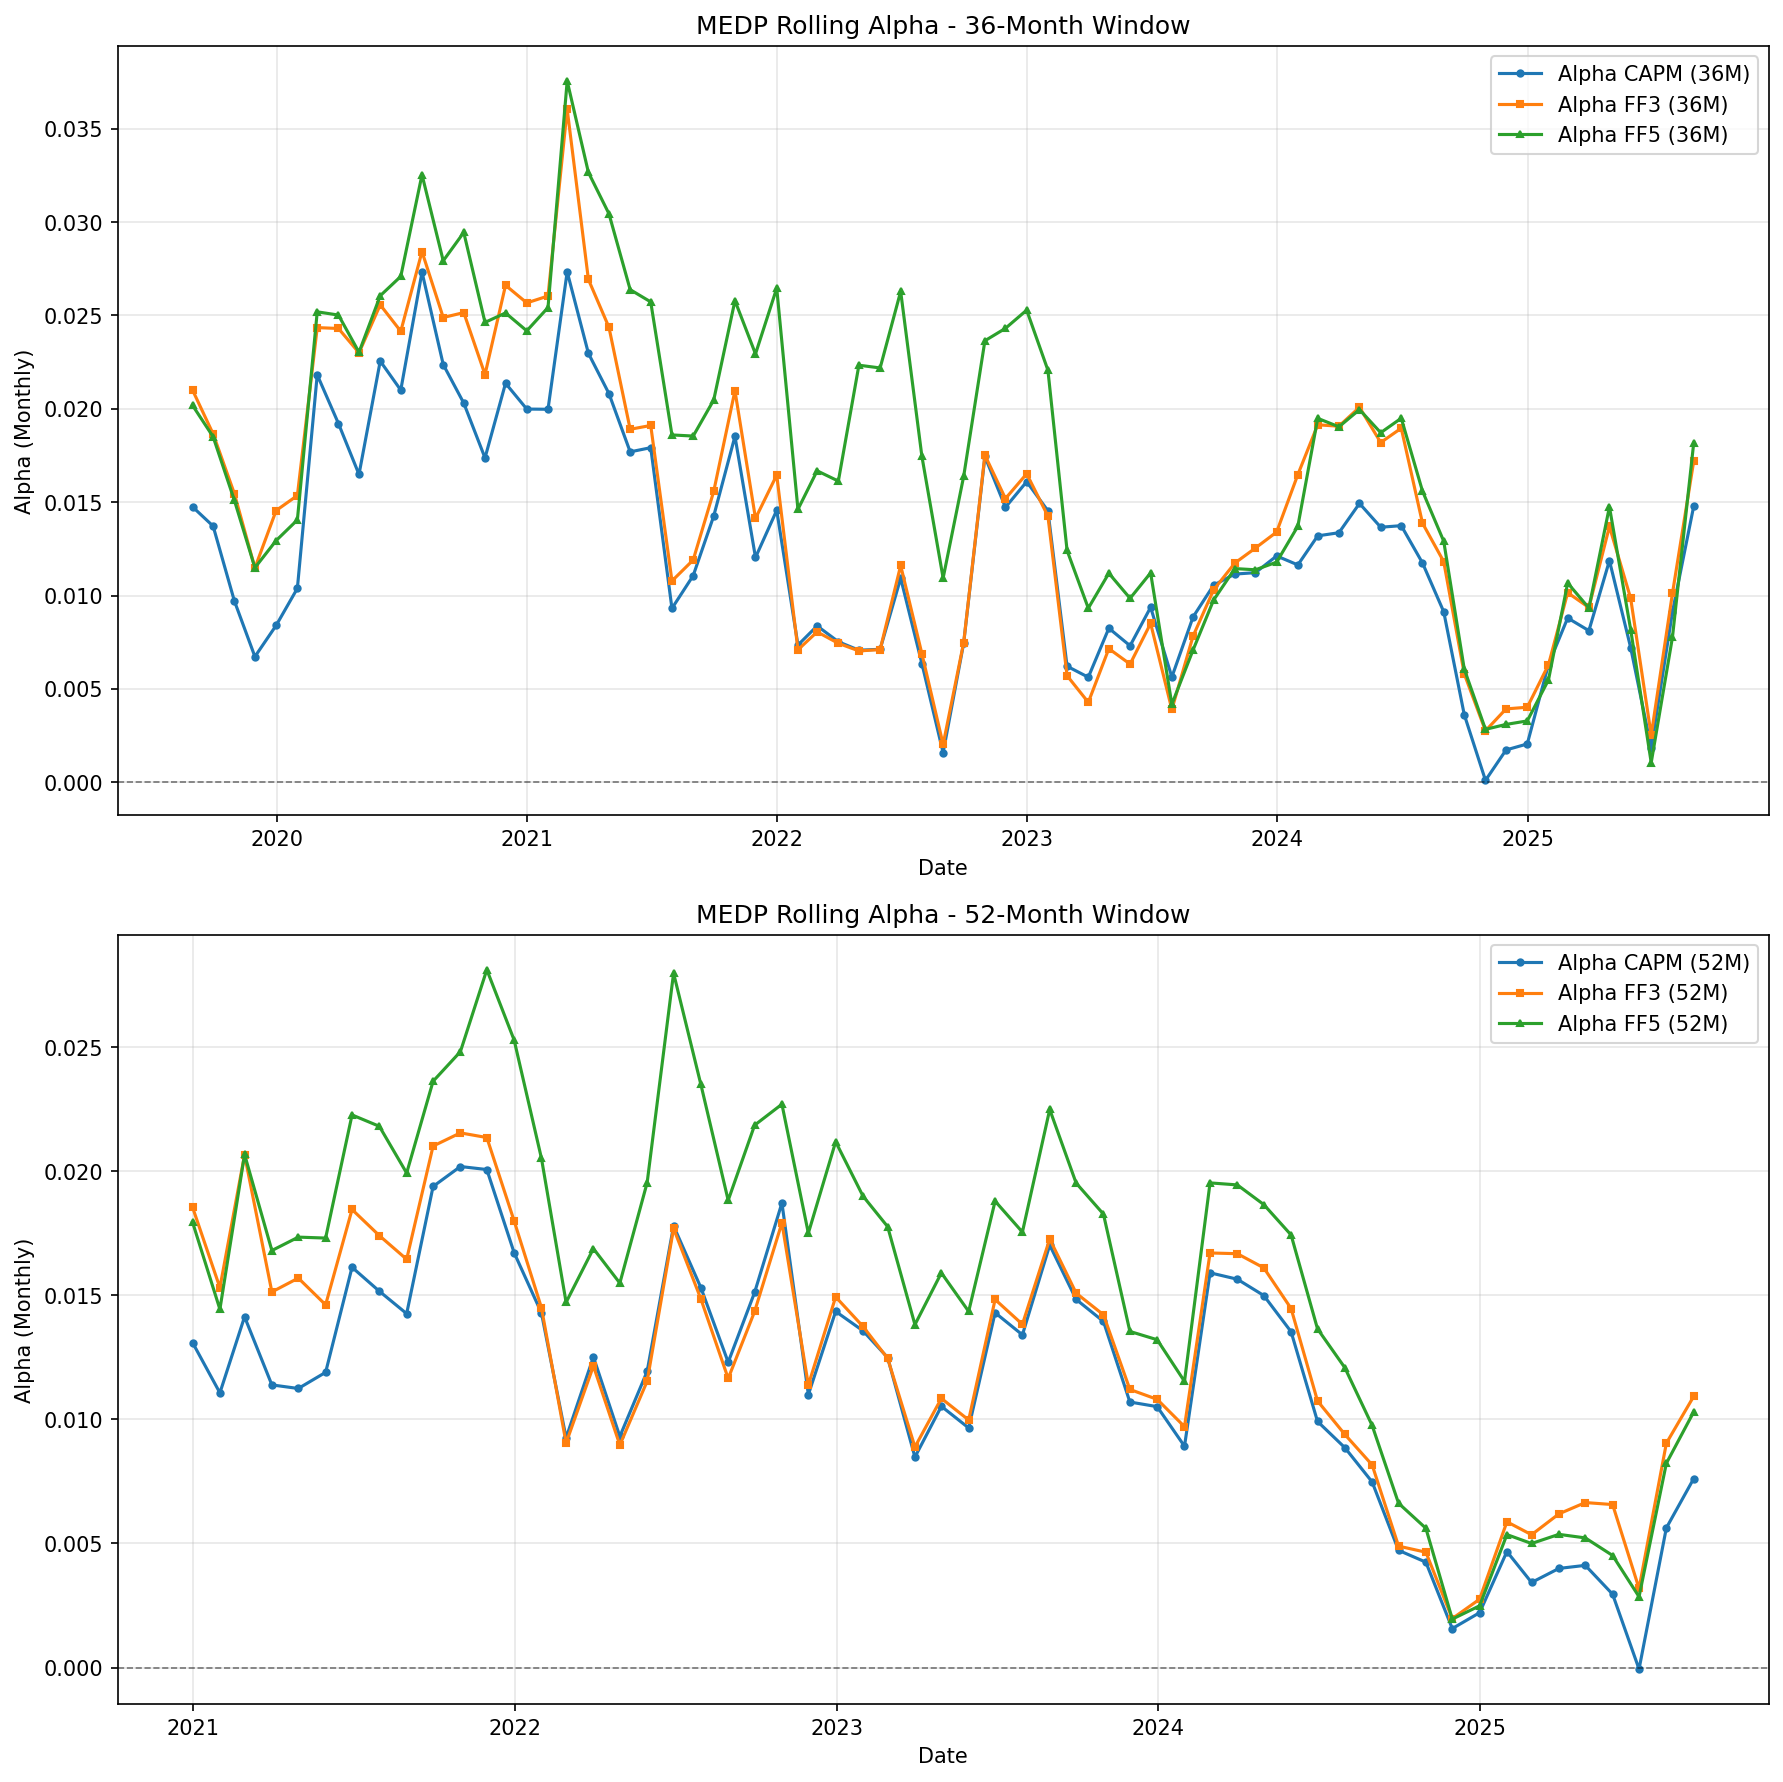 MEDP Rolling Alpha - 36-Month Window
Alpha CAPM (36M)
Alpha FF3 (36M)
Alpha FF5 (36M)
Alpha (Monthly)
0.035
0.030
0.025
0.020
0.015
0.010
0.005
0.000
2020 2021 2022 2023 2024 2025
Date
MEDP Rolling Alpha - 52-Month Window
Alpha CAPM (52M)
Alpha FF3 (52M)
Alpha FF5 (52M)
Alpha (Monthly)
0.025
0.020
0.015
0.010
0.005
0.000
2021 2022 2023 2024 2025
Date